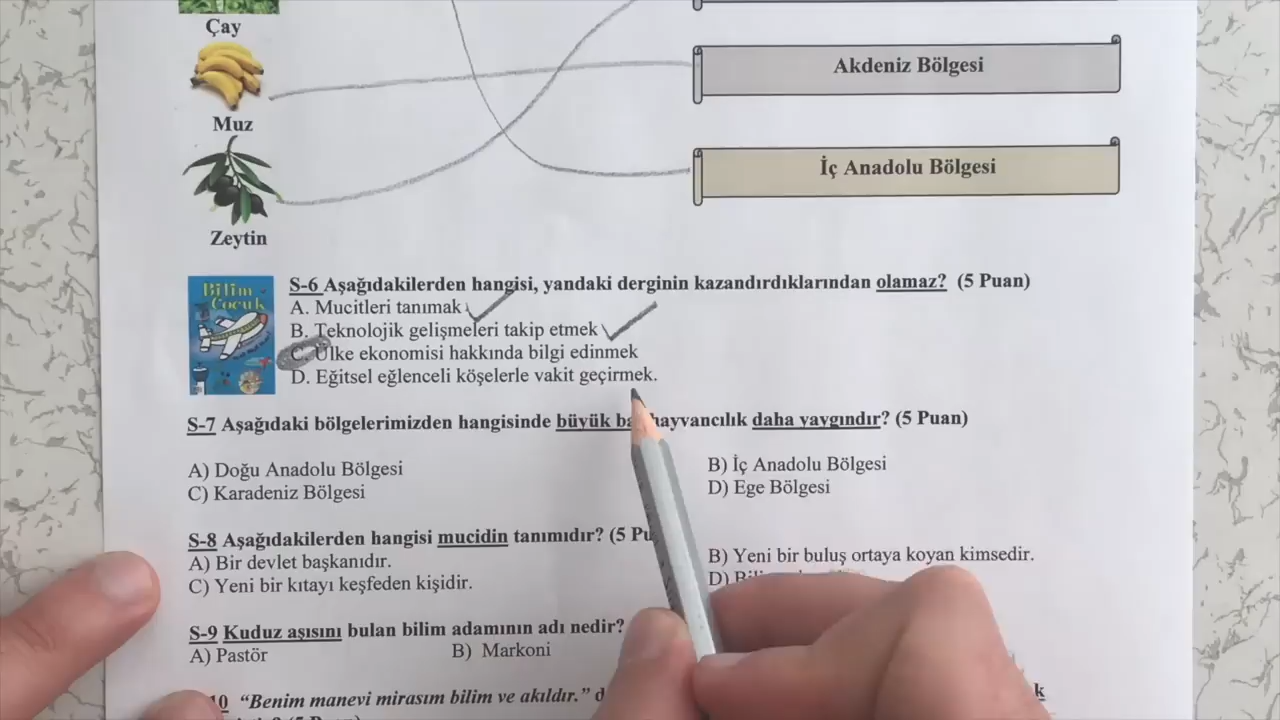 Çay
Akdeniz Bölgesi
Muz
İç Anadolu Bölgesi
Zeytin
Bilim
Çocuk
S-6 Aşağıdakilerden hangisi, yandaki derginin kazandırdıklarından olamaz? (5 Puan)
A. Mucitleri tanımak
B. Teknolojik gelişmeleri takip etmek
C. Ülke ekonomisi hakkında bilgi edinmek
D. Eğitsel eğlenceli köşelerle vakit geçirmek.
S-7 Aşağıdaki bölgelerimizden hangisinde büyük hayvancılık daha yaygındır? (5 Puan)
A) Doğu Anadolu Bölgesi
B) İç Anadolu Bölgesi
C) Karadeniz Bölgesi
D) Ege Bölgesi
S-8 Aşağıdakilerden hangisi mucidin tanımıdır? (5
A) Bir devlet başkanıdır.
B) Yeni bir buluş ortaya koyan kimsedir.
C) Yeni bir kıtayı keşfeden kişidir.
D)
S-9 Kuduz aşısını bulan bilim adamının adı nedir?
A) Pastör
B) Markoni
10 “Benim manevi mirasım bilim ve akıldır.”